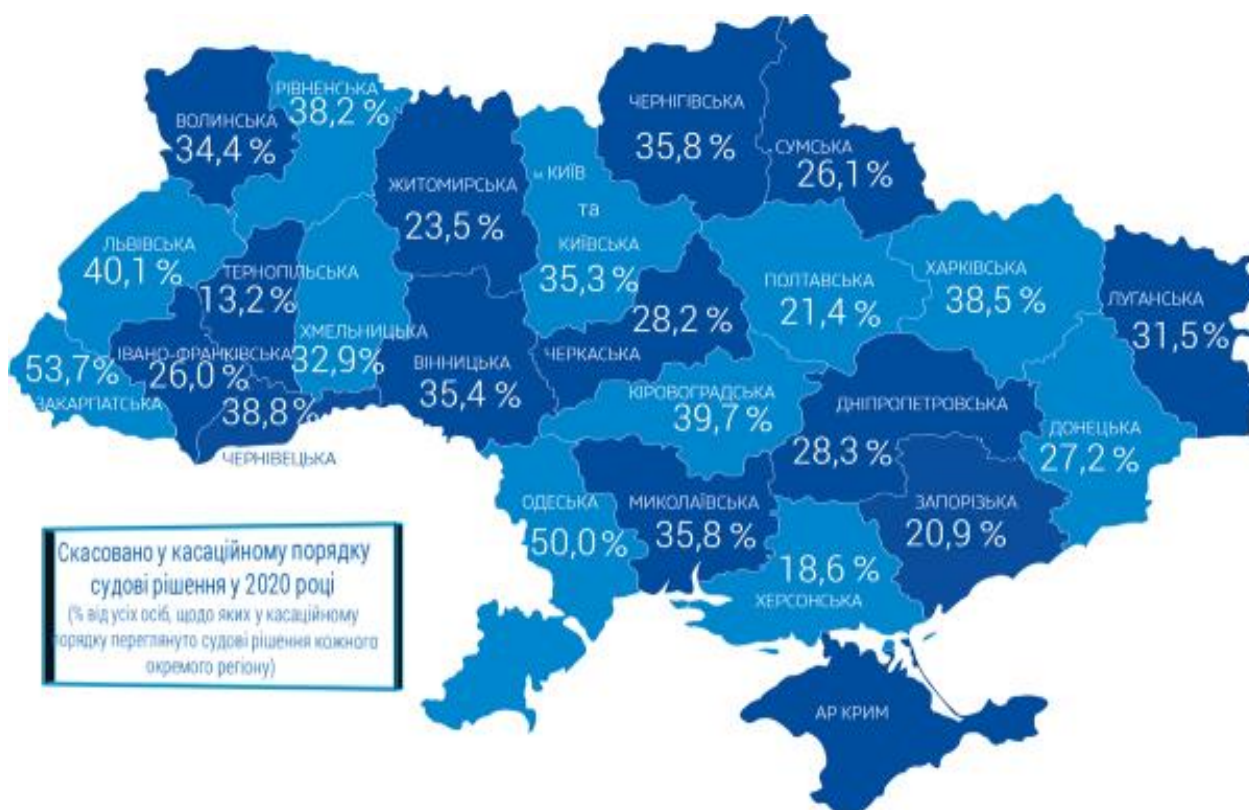 РІВНЕНСЬКА
38,2 %
ВОЛИНСЬКА
34,4 %
ЧЕРНІГІВСЬКА
35,8 %
СУМСЬКА
26,1%
ЖИТОМИРСЬКА
23,5 %
м. КИЇВ
та
КИЇВСЬКА
35,3 %
ЛЬВІВСЬКА
40,1 %
ТЕРНОПІЛЬСЬКА
13,2 %
ХМЕЛЬНИЦЬКА
32,9%
ВІННИЦЬКА
35,4 %
28,2 %
ЧЕРКАСЬКА
ПОЛТАВСЬКА
21,4 %
ХАРКІВСЬКА
38,5 %
ЛУГАНСЬКА
31,5%
53,7%
ЗАКАРПАТСЬКА
ІВАНО-ФРАНКІВСЬКА
26,0 %
38,8 %
ЧЕРНІВЕЦЬКА
КІРОВОГРАДСЬКА
39,7 %
ДНІПРОПЕТРОВСЬКА
28,3 %
ДОНЕЦЬКА
27,2 %
ОДЕСЬКА
50,0 %
МИКОЛАЇВСЬКА
35,8 %
ЗАПОРІЗЬКА
20,9 %
18,6 %
ХЕРСОНСЬКА
АР КРИМ
Скасовано у касаційному порядку
судові рішення у 2020 році
(% від усіх осіб, щодо яких у касаційному
порядку переглянуто судові рішення кожного
окремого регіону)